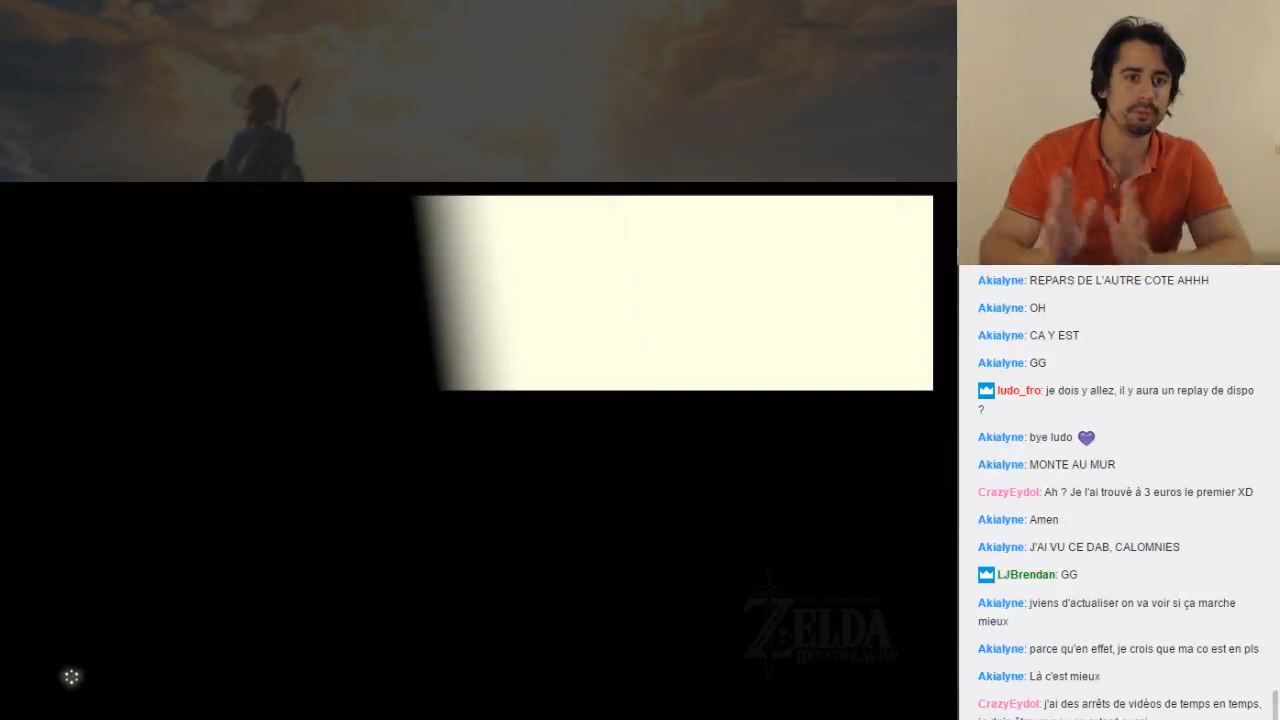 Akialyne: REPARS DE L'AUTRE COTE AHHH
Akialyne: OH
Akialyne: CA Y EST
Akialyne: GG
ludo_fro: je dois y allez, il y aura un replay de dispo
?
Akialyne: bye ludo
Akialyne: MONTE AU MUR
CrazyEydol: Ah ? Je l'ai trouvè à 3 euros le premier XD
Akialyne: Amen
Akialyne: J'AI VU CE DAB, CALOMNIES
LJBrendan: GG
Akialyne: jviens d'actualiser on va voir si ça marche
mieux
Akialyne: parce qu'en effet, je crois que ma co est en pls
Akialyne: Là c'est mieux
CrazyEydol: j'ai des arrêts de vidéos de temps en temps,
ZELDA
BREATH OF THE WILD